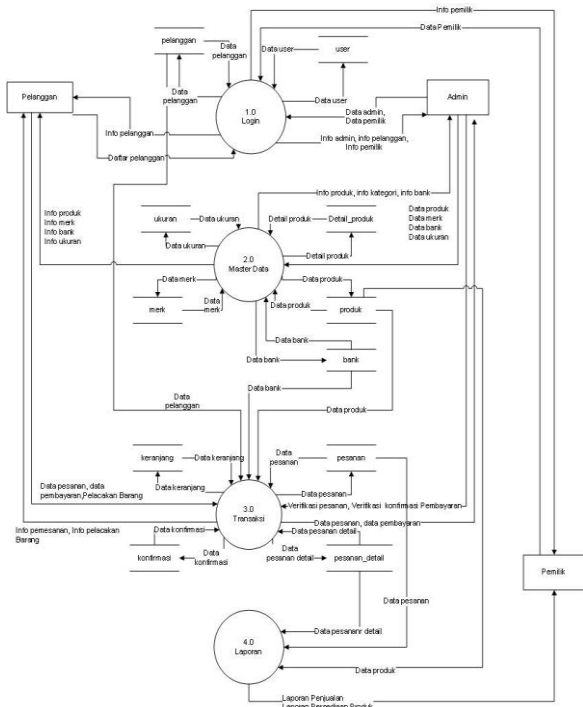 Info pemilik
Data Pemilik
pelanggan
Data
pelanggan
Data user
user
Data
pelanggan
Data user
Pelanggan
1.0
Login
Admin
Data admin,
Data pemilik
Info pelanggan
Info admin, info pelanggan,
Info pemilik
Daftar pelanggan
Info produk, info kategori, info bank
Info produk
Info merk
Info bank
Info ukuran
ukuran
Data ukuran
Detail produk
Detail_produk
Data produk
Data merk
Data bank
Data ukuran
Data ukuran
2.0
Master Data
Detail produk
Data merk
Data produk
merk
Data
merk
Data produk
produk
Data bank
Data bank
bank
Data bank
Data
pelanggan
Data produk
keranjang
Data keranjang
Data
pesanan
pesanan
Data pesanan, data
pembayaran,Pelacakan Barang
Data keranjang
Data pesanan
3.0
Transaksi
Verifikasi pesanan, Verifikasi konfirmasi Pembayaran
Info pemesanan, Info pelacakan
Barang
Data konfirmasi
Data pesanan, data pembayaran
Data pesanan detail
konfirmasi
Data
konfirmasi
Data
pesanan detail
pesanan_detail
Pemilik
Data pesanan
4.0
Laporan
Data pesananr detail
Data produk
Laporan Penjualan
Laporan Persediaan Produk